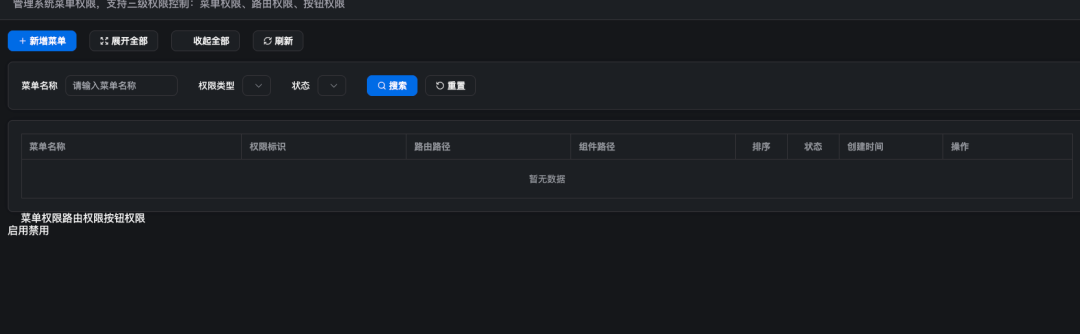 管理系统菜单权限，支持三级权限控制：菜单权限、路由权限、按钮权限
新增菜单 展开全部 收起全部 刷新
菜单名称 请输入菜单名称 权限类型 状态 搜索 重置
菜单名称 权限标识 路由路径 组件路径 排序 状态 创建时间 操作
暂无数据
菜单权限路由权限按钮权限
启用禁用